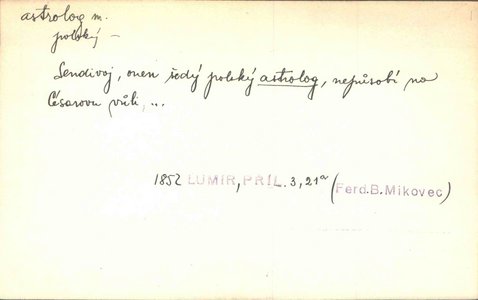 astrolog m.
polský –
Sendivoj, onen šedý polský astrolog, nepůsobí na
Césarovu vůli, ...
1852 LUMÍR, PŘÍL. 3, 21a (Ferd.B.Mikovec)